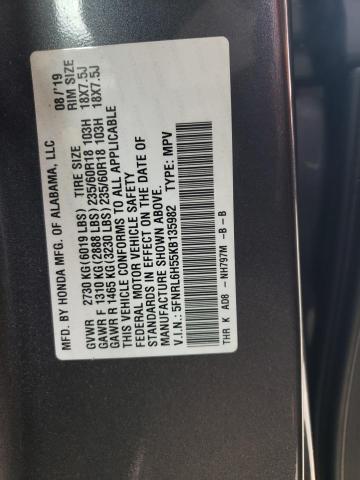 MFD. BY HONDA MFG. OF ALABAMA, LLC 08/'19
TIRE SIZE RIM SIZE
GVWR 2730 KG(6019 LBS)
GAWR F 1310 KG(2888 LBS) 235/60R18 103H 18X7.5J
GAWR R 1465 KG(3230 LBS) 235/60R18 103H 18X7.5J
THIS VEHICLE CONFORMS TO ALL APPLICABLE
FEDERAL MOTOR VEHICLE SAFETY
STANDARDS IN EFFECT ON THE DATE OF
MANUFACTURE SHOWN ABOVE.
V.I.N.: 5FNRL6H55KB135982 TYPE: MPV
THR K AD8 - NH797M -B - B